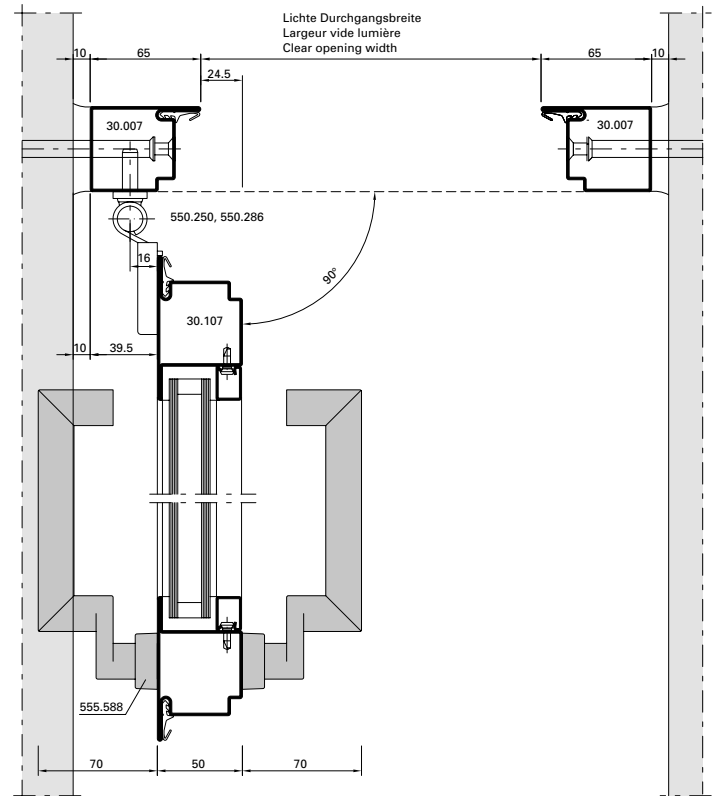 Lichte Durchgangsbreite
Largeur vide lumière
Clear opening width
10 65 65 10
24.5
30.007 30.007
550.250, 550.286
16
90°
30.107
10 39.5
555.588
70 50 70